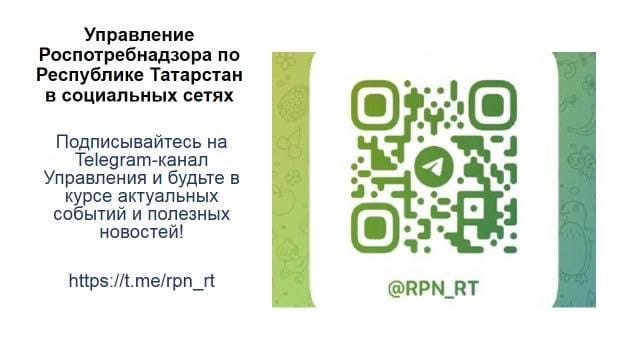 Управление
Роспотребнадзора по
Республике Татарстан
в социальных сетях
Подписывайтесь на
Telegram-канал
Управления и будьте в
курсе актуальных
событий и полезных
новостей!
https://t.me/rpn_rt
@RPN_RT